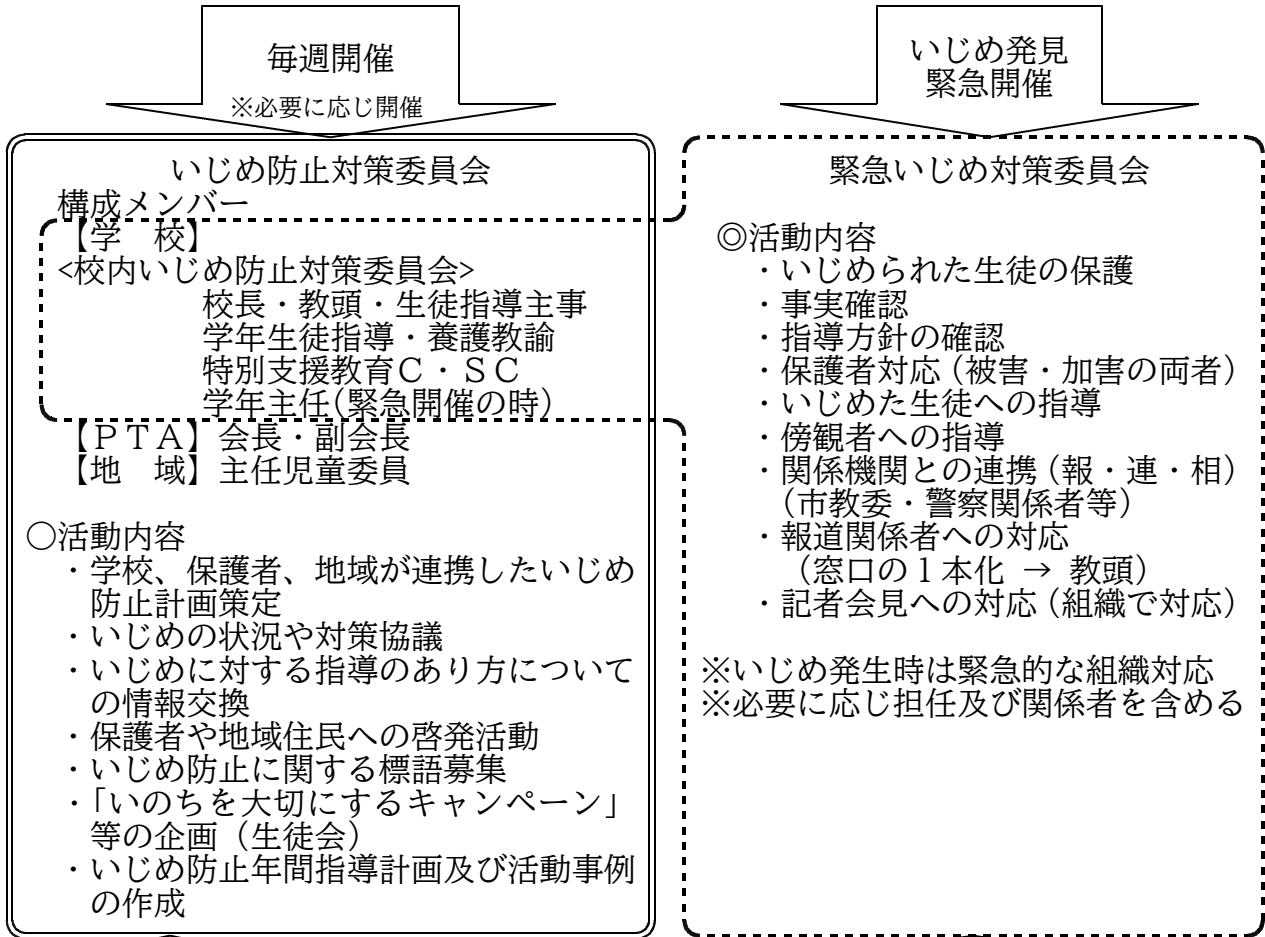 毎週開催
※必要に応じ開催
いじめ防止対策委員会
構成メンバー
【学　校】
<校内いじめ防止対策委員会>
校長・教頭・生徒指導主事
学年生徒指導・養護教諭
特別支援教育Ｃ・ＳＣ
学年主任(緊急開催の時)
【ＰＴＡ】会長・副会長
【地　域】主任児童委員
○活動内容
・学校、保護者、地域が連携したいじめ
防止計画策定
・いじめの状況や対策協議
・いじめに対する指導のあり方について
の情報交換
・保護者や地域住民への啓発活動
・いじめ防止に関する標語募集
・「いのちを大切にするキャンペーン」
等の企画（生徒会）
・いじめ防止年間指導計画及び活動事例
の作成
いじめ発見
緊急開催
緊急いじめ対策委員会
◎活動内容
・いじめられた生徒の保護
・事実確認
・指導方針の確認
・保護者対応(被害・加害の両者)
・いじめた生徒への指導
・傍観者への指導
・関係機関との連携(報・連・相)
(市教委・警察関係者等)
・報道関係者への対応
(窓口の１本化 → 教頭)
・記者会見への対応(組織で対応)
※いじめ発生時は緊急的な組織対応
※必要に応じ担任及び関係者を含める